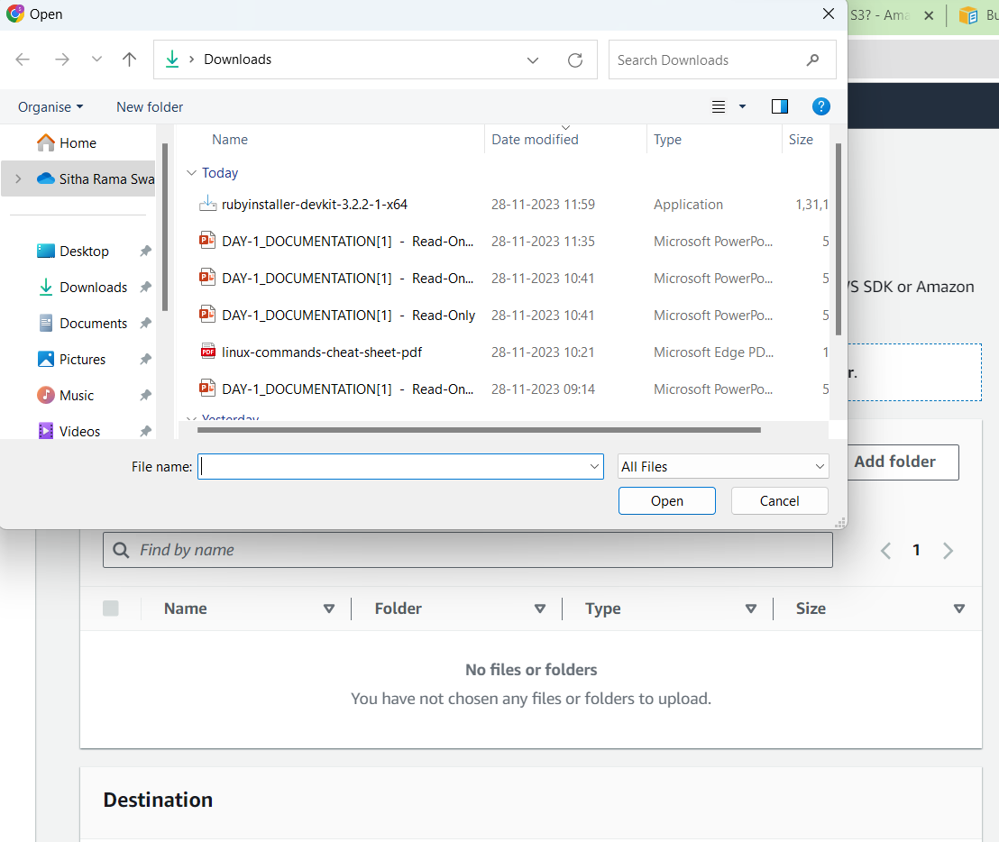 Open
S3? - Ama
Bu
Downloads
Search Downloads
Organise
New folder
?
Home
Sitha Rama Swa
Desktop
Downloads
Documents
Pictures
Music
Videos
Name Date modified Type Size
Today
rubyinstaller-devkit-3.2.2-1-x64 28-11-2023 11:59 Application 1,31,1
DAY-1_DOCUMENTATION[1] - Read-On... 28-11-2023 11:35 Microsoft PowerPo... 5
DAY-1_DOCUMENTATION[1] - Read-On... 28-11-2023 10:41 Microsoft PowerPo... 5
DAY-1_DOCUMENTATION[1] - Read-Only 28-11-2023 10:41 Microsoft PowerPo... 5
PDF linux-commands-cheat-sheet-pdf 28-11-2023 10:21 Microsoft Edge PD... 1
DAY-1_DOCUMENTATION[1] - Read-On... 28-11-2023 09:14 Microsoft PowerPo... 5
Yesterday
File name:
All Files
Open
Cancel
/S SDK or Amazon
r.
Add folder
Find by name
1
Name Folder Type Size
No files or folders
You have not chosen any files or folders to upload.
Destination